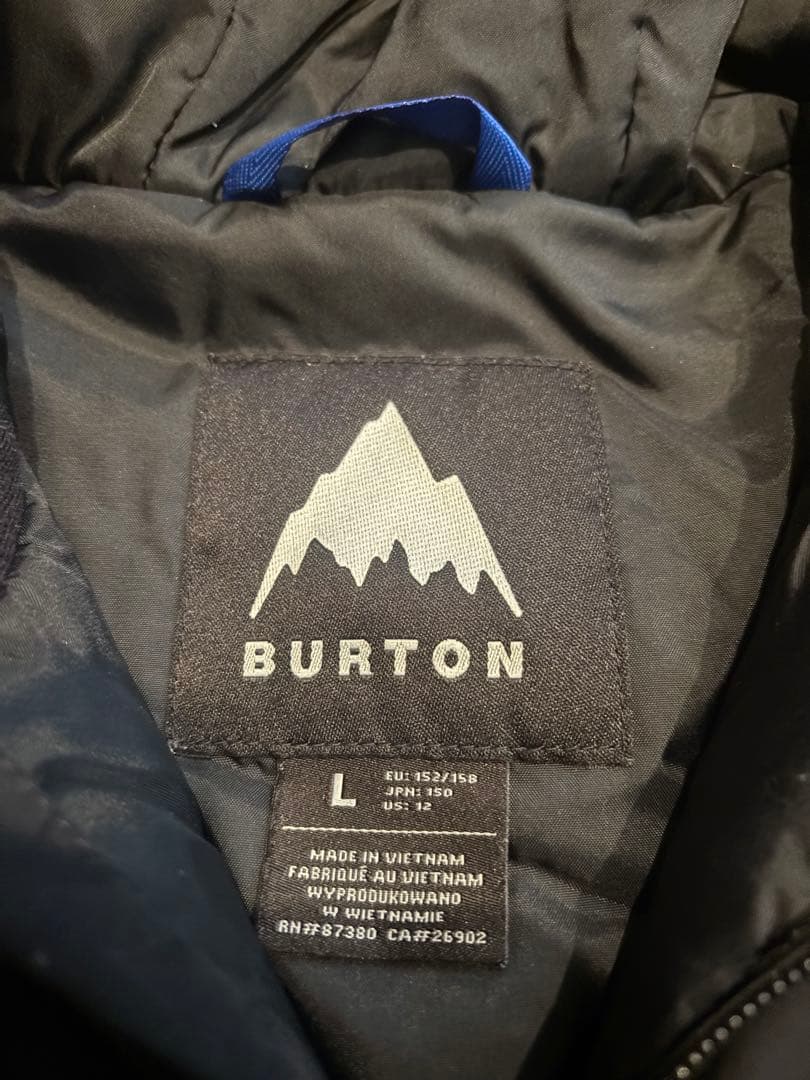 BURTON
L
EU: 152/158
JPN: 150
US: 12
MADE IN VIETNAM
FABRIQUÉ AU VIETNAM
WYPRODUKOWANO
W WIETNAMIE
RN#87380 CA#26902